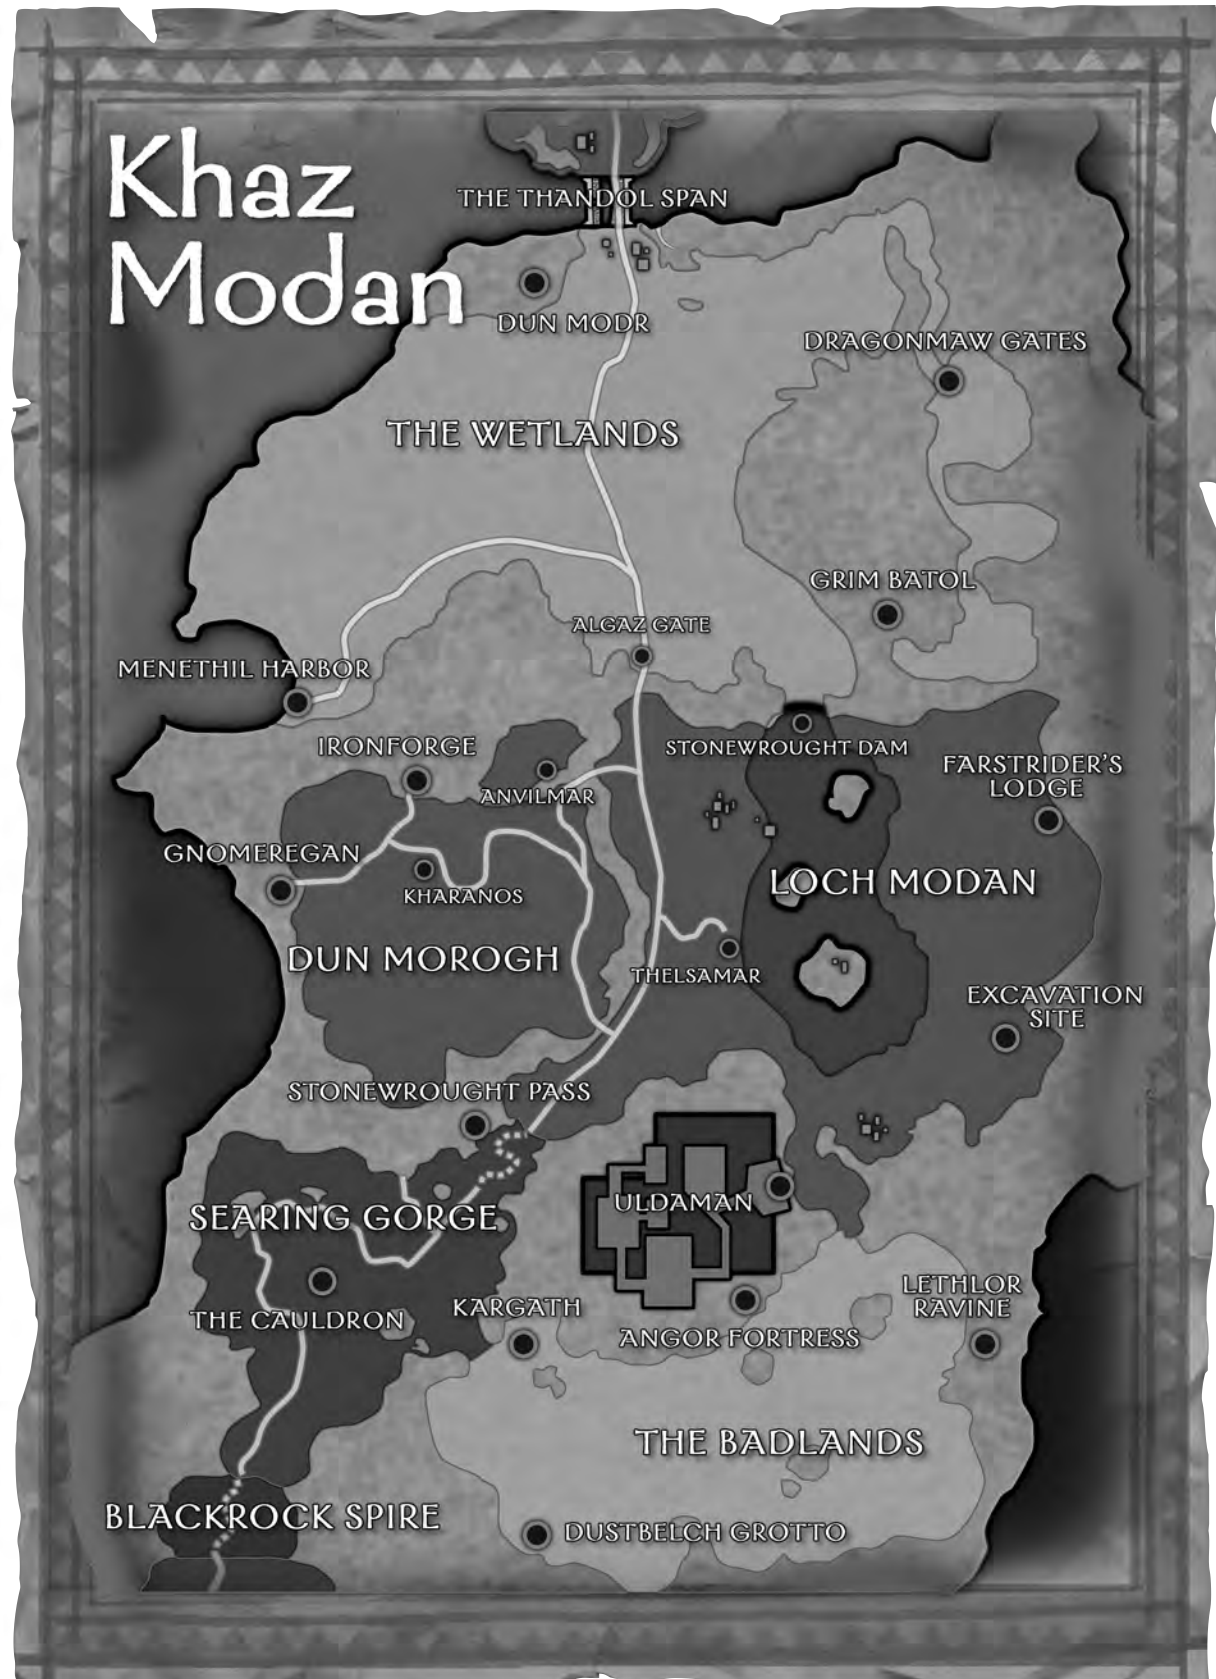 Khaz
Modan
THE THANDOL SPAN
DUN MODR
DRAGONMAW GATES
THE WETLANDS
GRIM BATOL
ALGAZ GATE
MENETHIL HARBOR
IRONFORGE
STONEWROUGHT DAM
FARSTRIDER'S
LODGE
ANVILMAR
GNOMEREGAN
KHARANOS
LOCH MODAN
DUN MOROGH
THELSAMAR
EXCAVATION
SITE
STONEWROUGHT PASS
ULDAMAN
SEARING GORGE
LETHLOR
RAVINE
THE CAULDRON
KARGATH
ANGOR FORTRESS
THE BADLANDS
BLACKROCK SPIRE
DUSTBELCH GROTTO